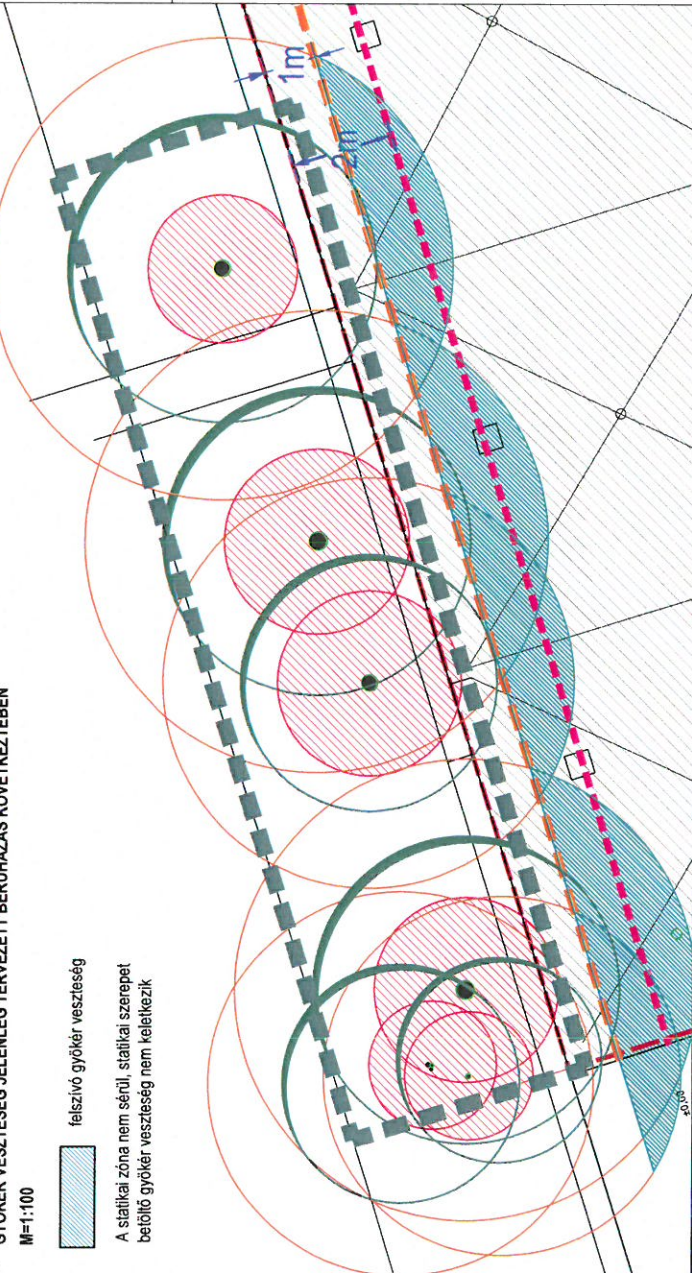 GYÖKÉR VESZTESÉG JELENLEG TERVEZETT BERUHÁZÁS KÖVETKEZTÉBEN
M=1:100
felszívó gyökér veszteség
A statikai zóna nem sérül, statikai szerepet
betöltő gyökér veszteség nem keletkezik
1m
2m